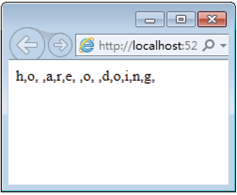 http://localhost:52
h,o, ,a,r,e, ,o, ,d,o,i,n,g,